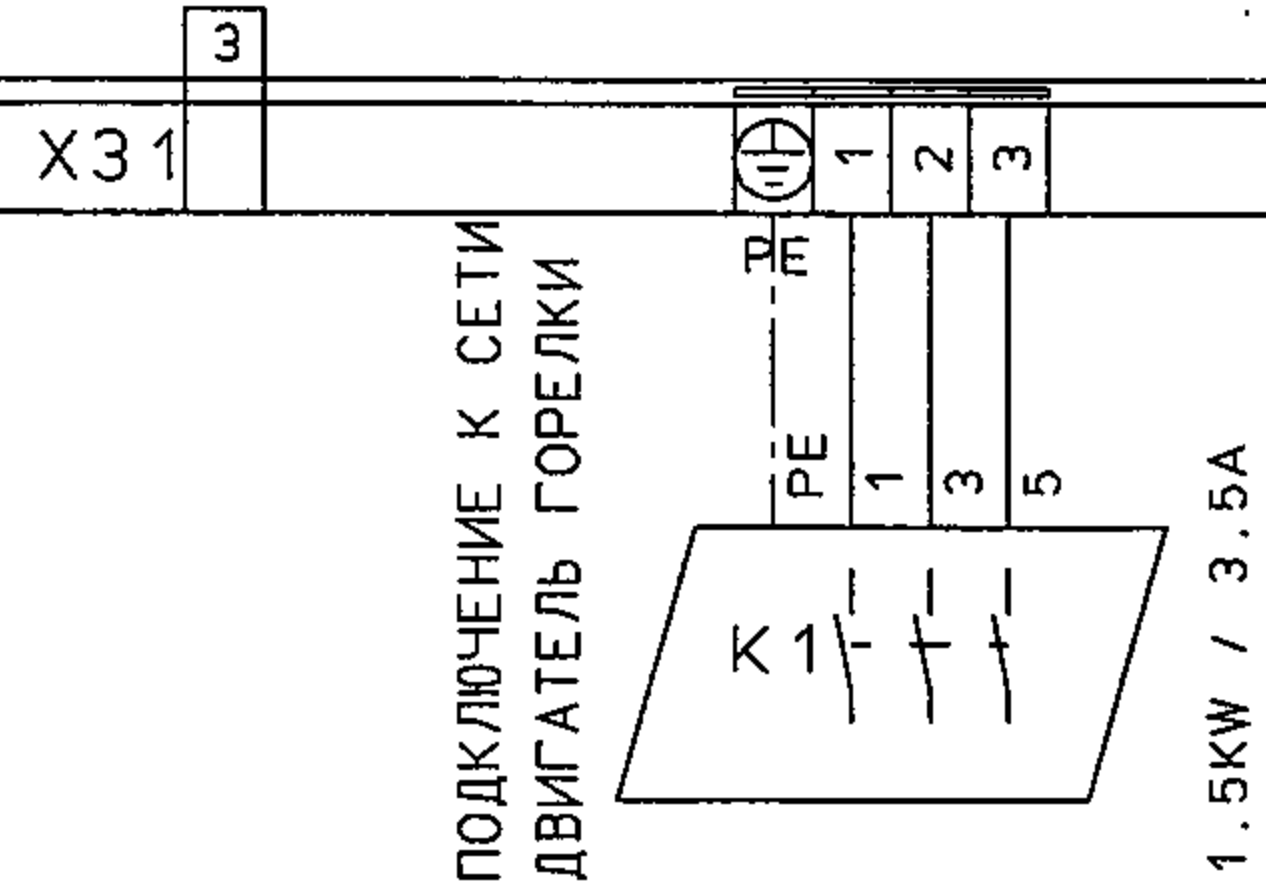 3
X31
1 2 3
PE
ПОДКЛЮЧЕНИЕ К СЕТИ
ДВИГАТЕЛЬ ГОРЕЛКИ
PE 1 3 5
K1
1.5KW / 3.5A